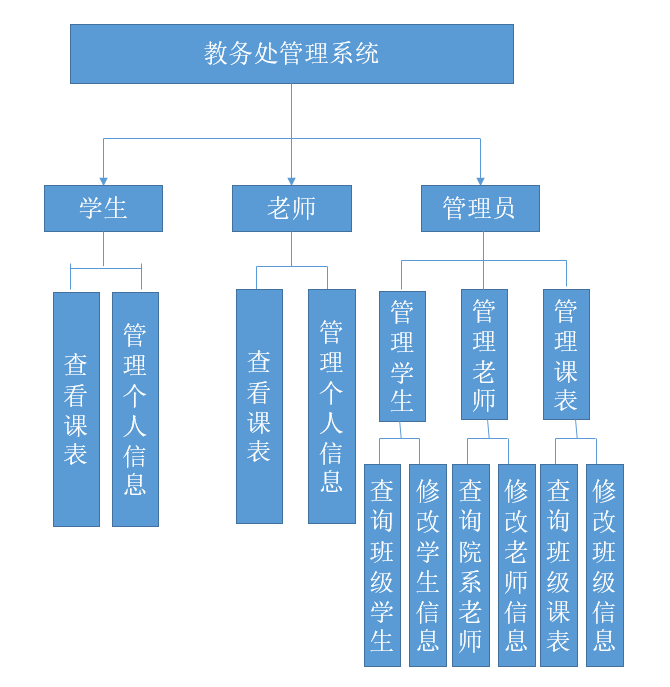 教务处管理系统
学生
老师
管理员
查看课表
管理个人信息
查看课表
管理个人信息
管理学生
管理老师
管理课表
查询班级学生
修改学生信息
查询院系老师
修改老师信息
查询班级课表
修改班级信息